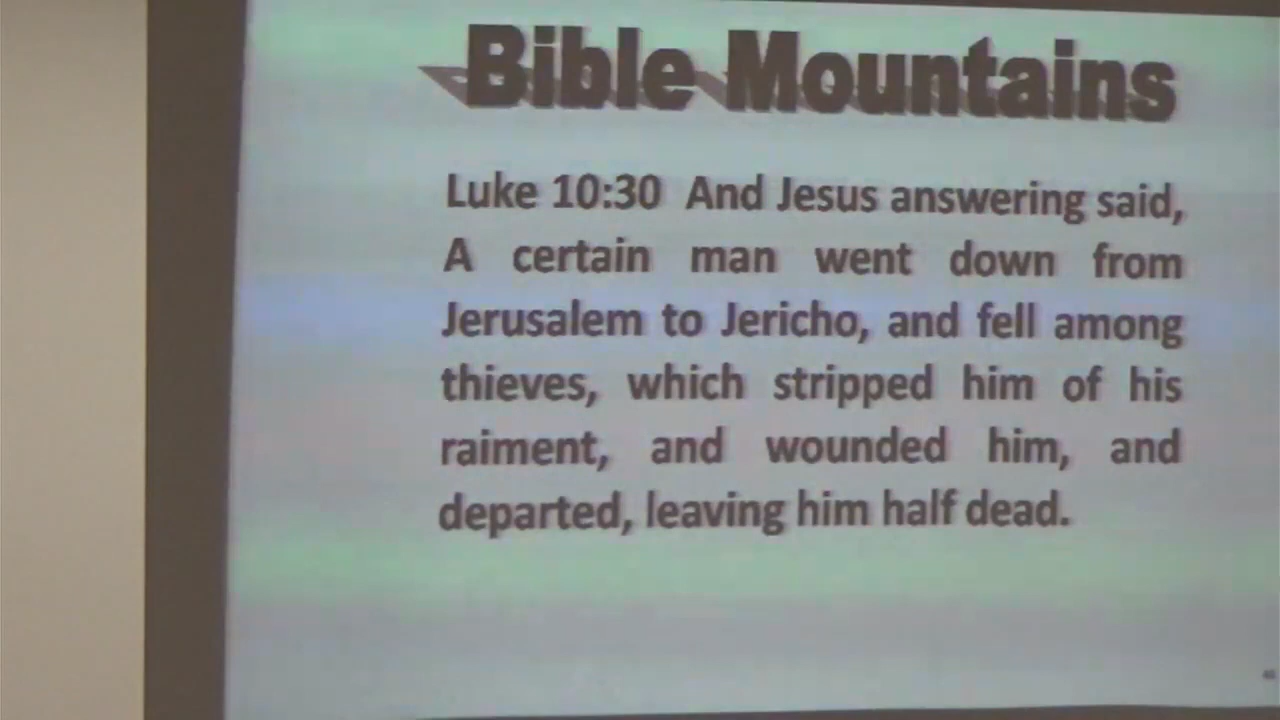 Bible Mountains
Luke 10:30 And Jesus answering said,
A certain man went down from
Jerusalem to Jericho, and fell among
thieves, which stripped him of his
raiment, and wounded him, and
departed, leaving him half dead.